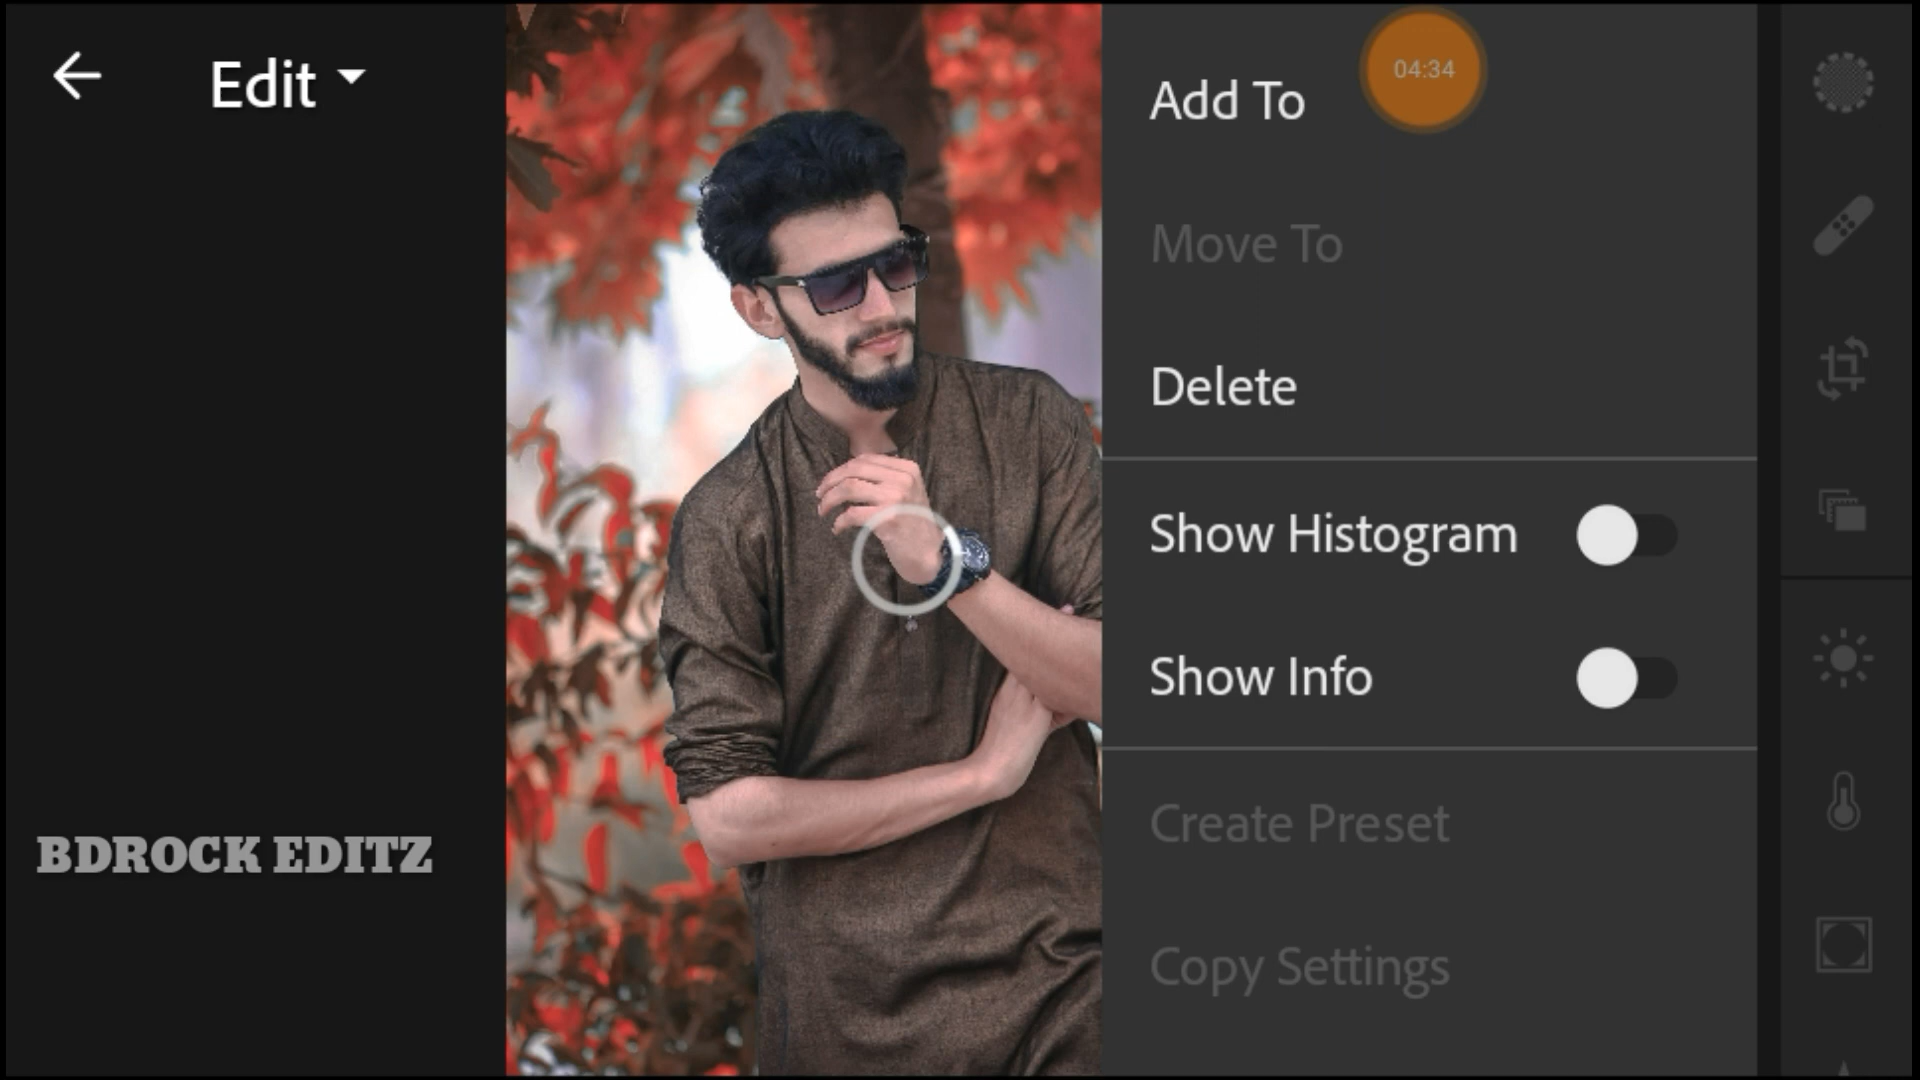 Edit
04:34
Add To
Move To
Delete
Show Histogram
Show Info
Create Preset
Copy Settings
BDROCK EDITZ